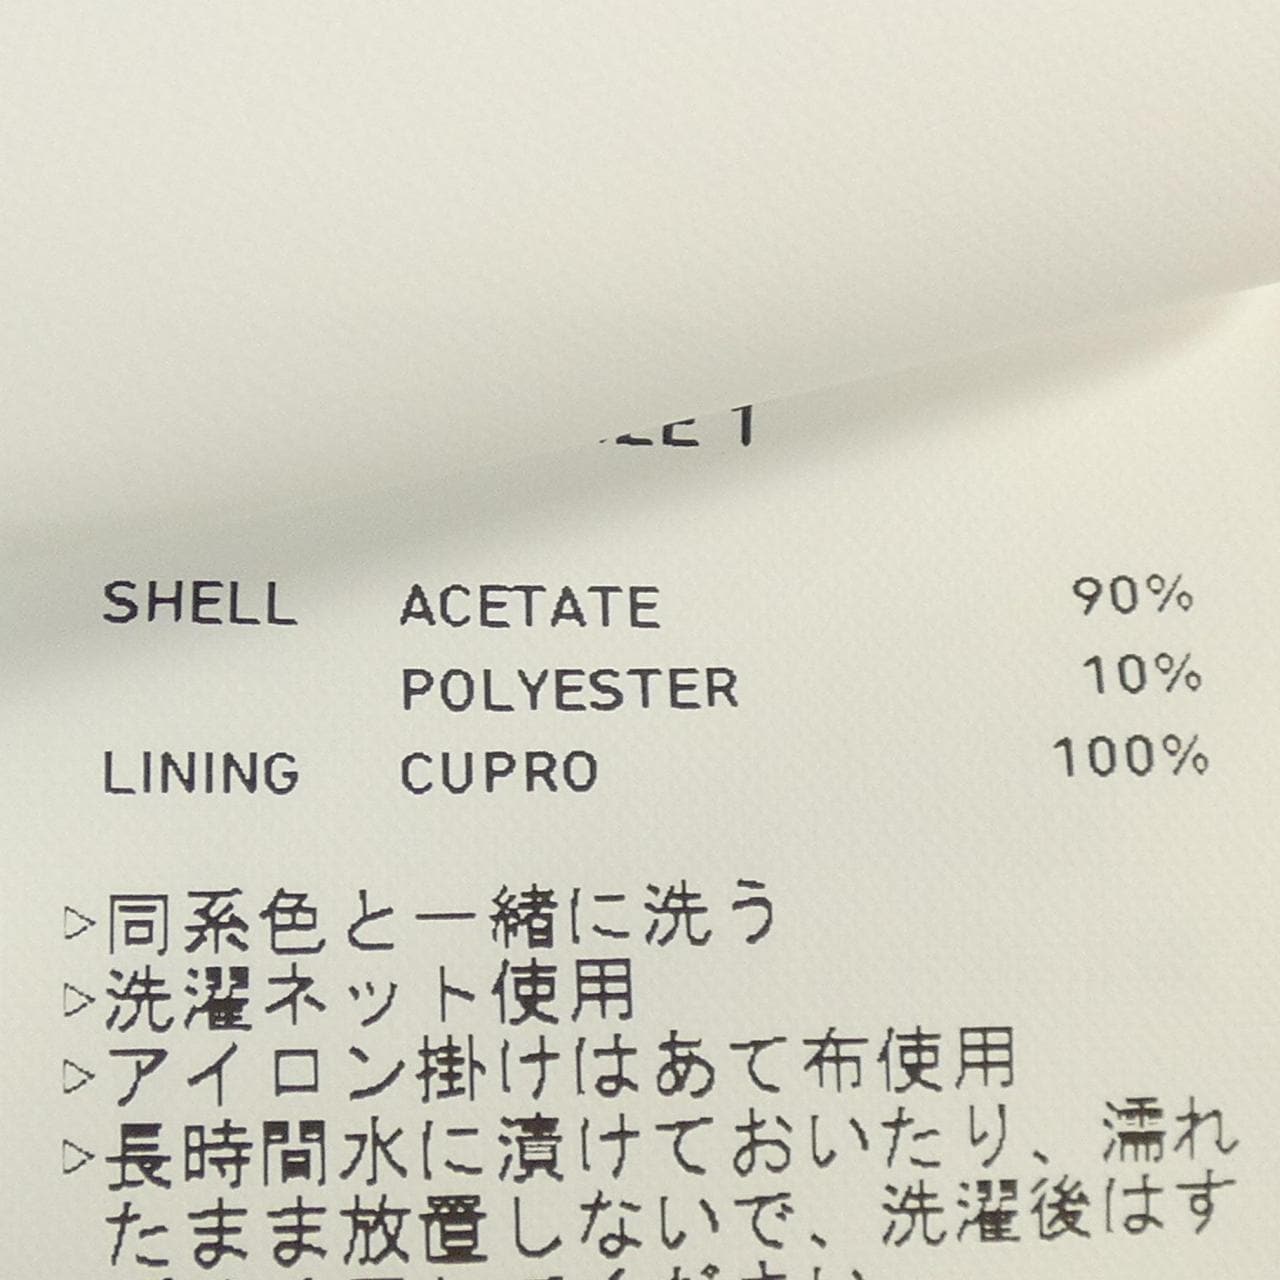 SHELL ACETATE 90%
POLYESTER 10%
LINING CUPRO 100%
▷同系色と一緒に洗う
▷洗濯ネット使用
▷アイロン掛けはあて布使用
▷長時間水に漬けておいたり、濡れ
たまま放置しないで、洗濯後はす